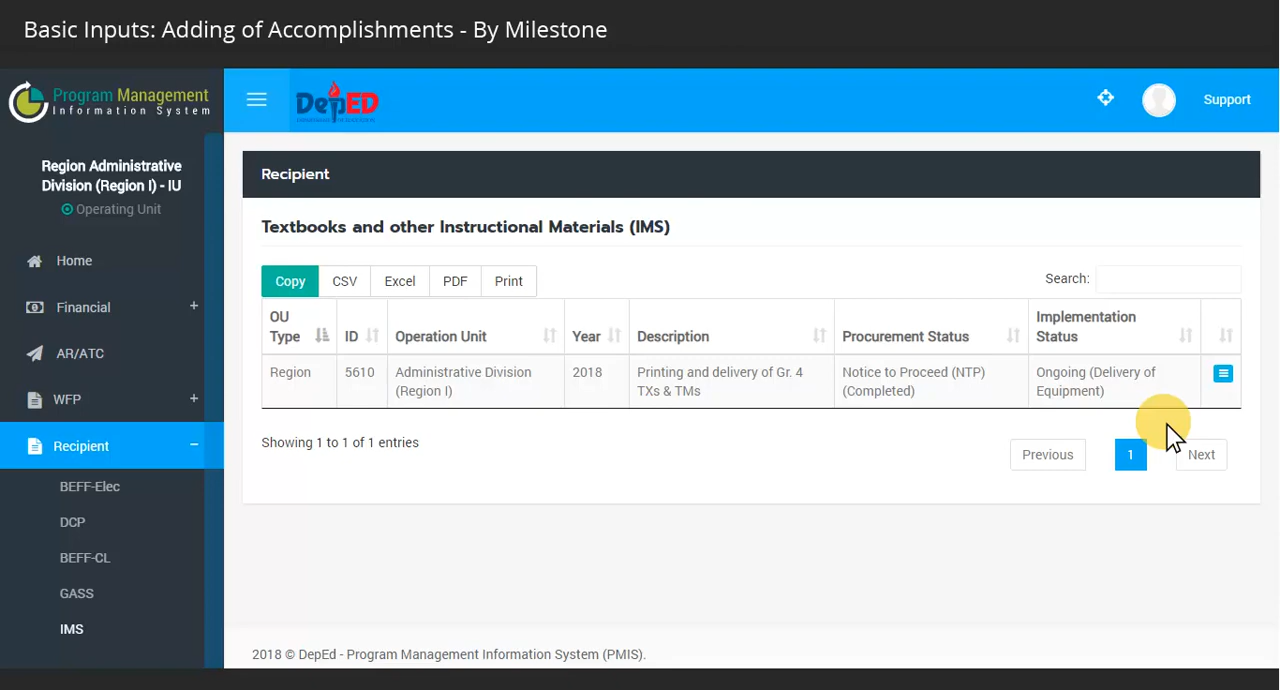 Basic Inputs: Adding of Accomplishments - By Milestone
Program Management
Information System
DepED
Support
Region Administrative
Division (Region I) - IU
Operating Unit
Home
Financial +
AR/ATC
WFP +
Recipient -
BEFF-Elec
DCP
BEFF-CL
GASS
IMS
Recipient
Textbooks and other Instructional Materials (IMS)
Copy CSV Excel PDF Print
Search:
OU Type ID Operation Unit Year Description Procurement Status Implementation Status
Region 5610 Administrative Division (Region I) 2018 Printing and delivery of Gr. 4 TXs & TMs Notice to Proceed (NTP) (Completed) Ongoing (Delivery of Equipment)
Showing 1 to 1 of 1 entries
Previous 1 Next
2018 © DepEd - Program Management Information System (PMIS).